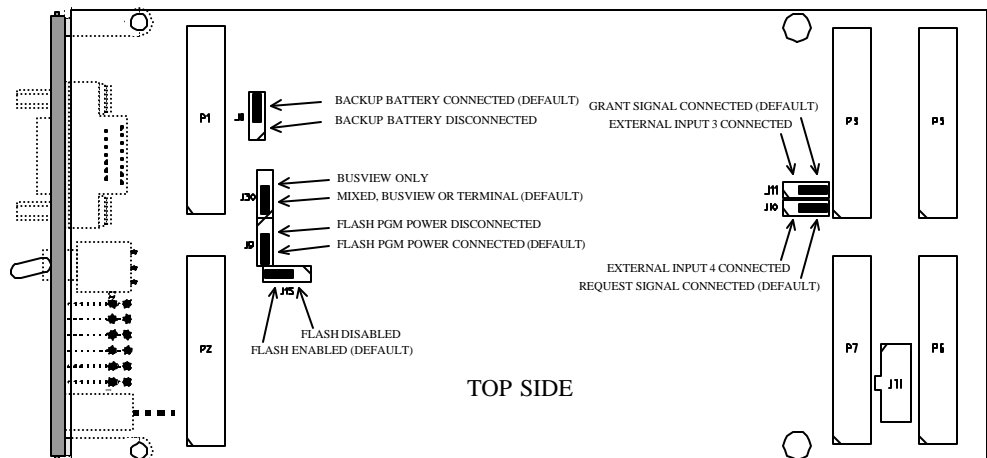 P1
J8
BACKUP BATTERY CONNECTED (DEFAULT)
BACKUP BATTERY DISCONNECTED
GRANT SIGNAL CONNECTED (DEFAULT)
EXTERNAL INPUT 3 CONNECTED
P3
P5
J30
BUSVIEW ONLY
MIXED, BUSVIEW OR TERMINAL (DEFAULT)
J11
J10
J9
FLASH PGM POWER DISCONNECTED
FLASH PGM POWER CONNECTED (DEFAULT)
EXTERNAL INPUT 4 CONNECTED
REQUEST SIGNAL CONNECTED (DEFAULT)
J12
FLASH DISABLED
FLASH ENABLED (DEFAULT)
P2
P7
P6
J11
TOP SIDE